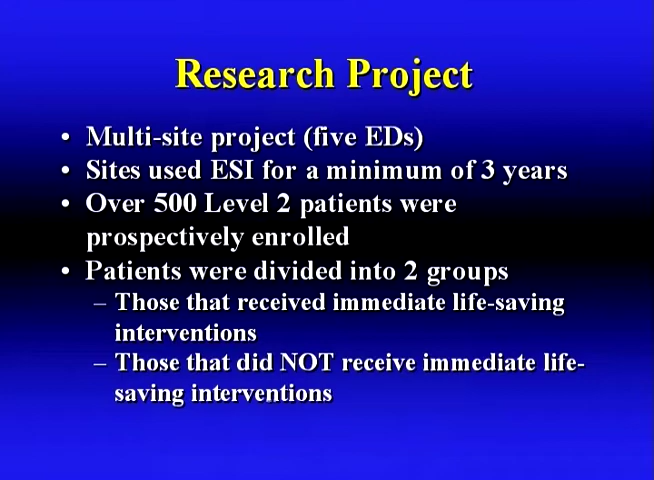 Research Project
• Multi-site project (five EDs)
• Sites used ESI for a minimum of 3 years
• Over 500 Level 2 patients were
prospectively enrolled
• Patients were divided into 2 groups
– Those that received immediate life-saving
interventions
– Those that did NOT receive immediate life-
saving interventions